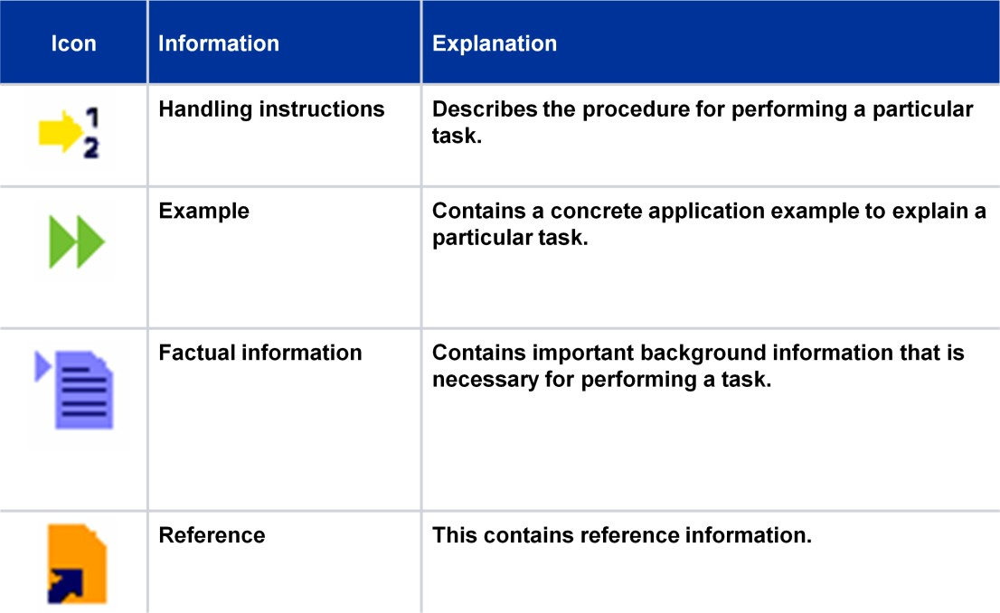 Icon Information Explanation
1
2
Handling instructions Describes the procedure for performing a particular
task.
Example Contains a concrete application example to explain a
particular task.
Factual information Contains important background information that is
necessary for performing a task.
Reference This contains reference information.